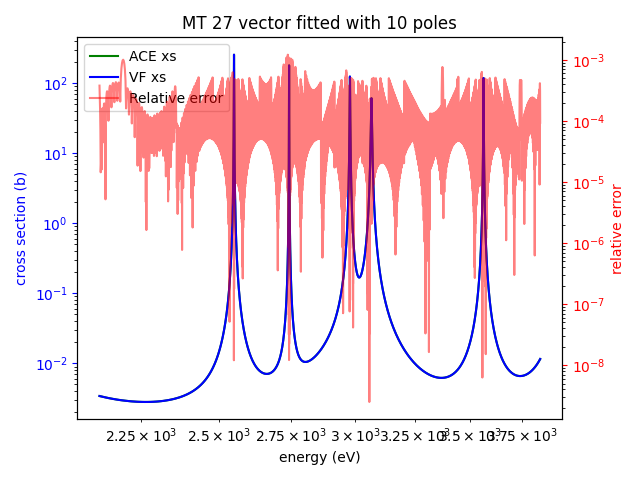 MT 27 vector fitted with 10 poles
ACE xs
VF xs
Relative error
cross section (b)
10² 10¹ 10⁰ 10⁻¹ 10⁻²
10⁻³ 10⁻⁴ 10⁻⁵ 10⁻⁶ 10⁻⁷ 10⁻⁸
relative error
2.25 × 10³ 2.5 × 10³ 2.75 × 10³ 3 × 10³ 3.25 × 10³ 3.5 × 10³ 3.75 × 10³
energy (eV)